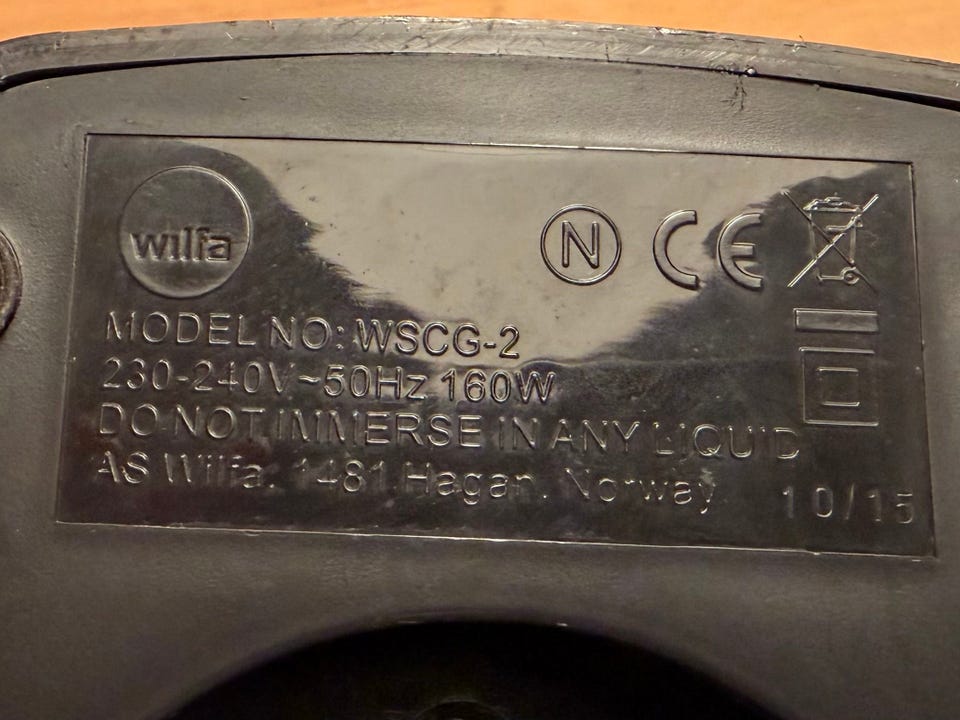 wilfa
N CE
MODEL NO: WSCG-2
230-240V~50Hz 160W
DO NOT IMMERSE IN ANY LIQUID
AS Wilfa. 1481 Hagan. Norway
10/15